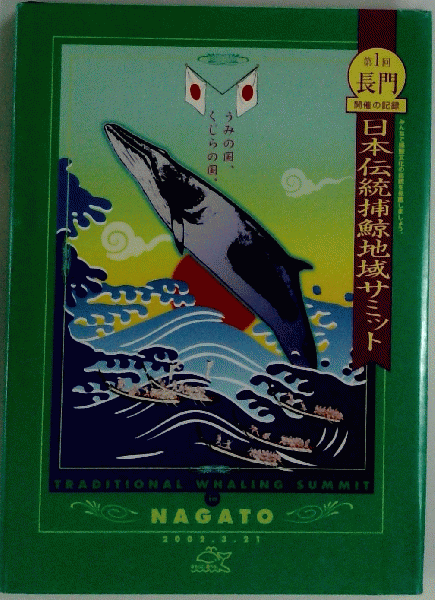 第1回
長門
開催の記録
日本伝統捕鯨地域サミット
うみの国、
くじらの国。
TRADITIONAL WHALING SUMMIT
IN
NAGATO
2002.3.21